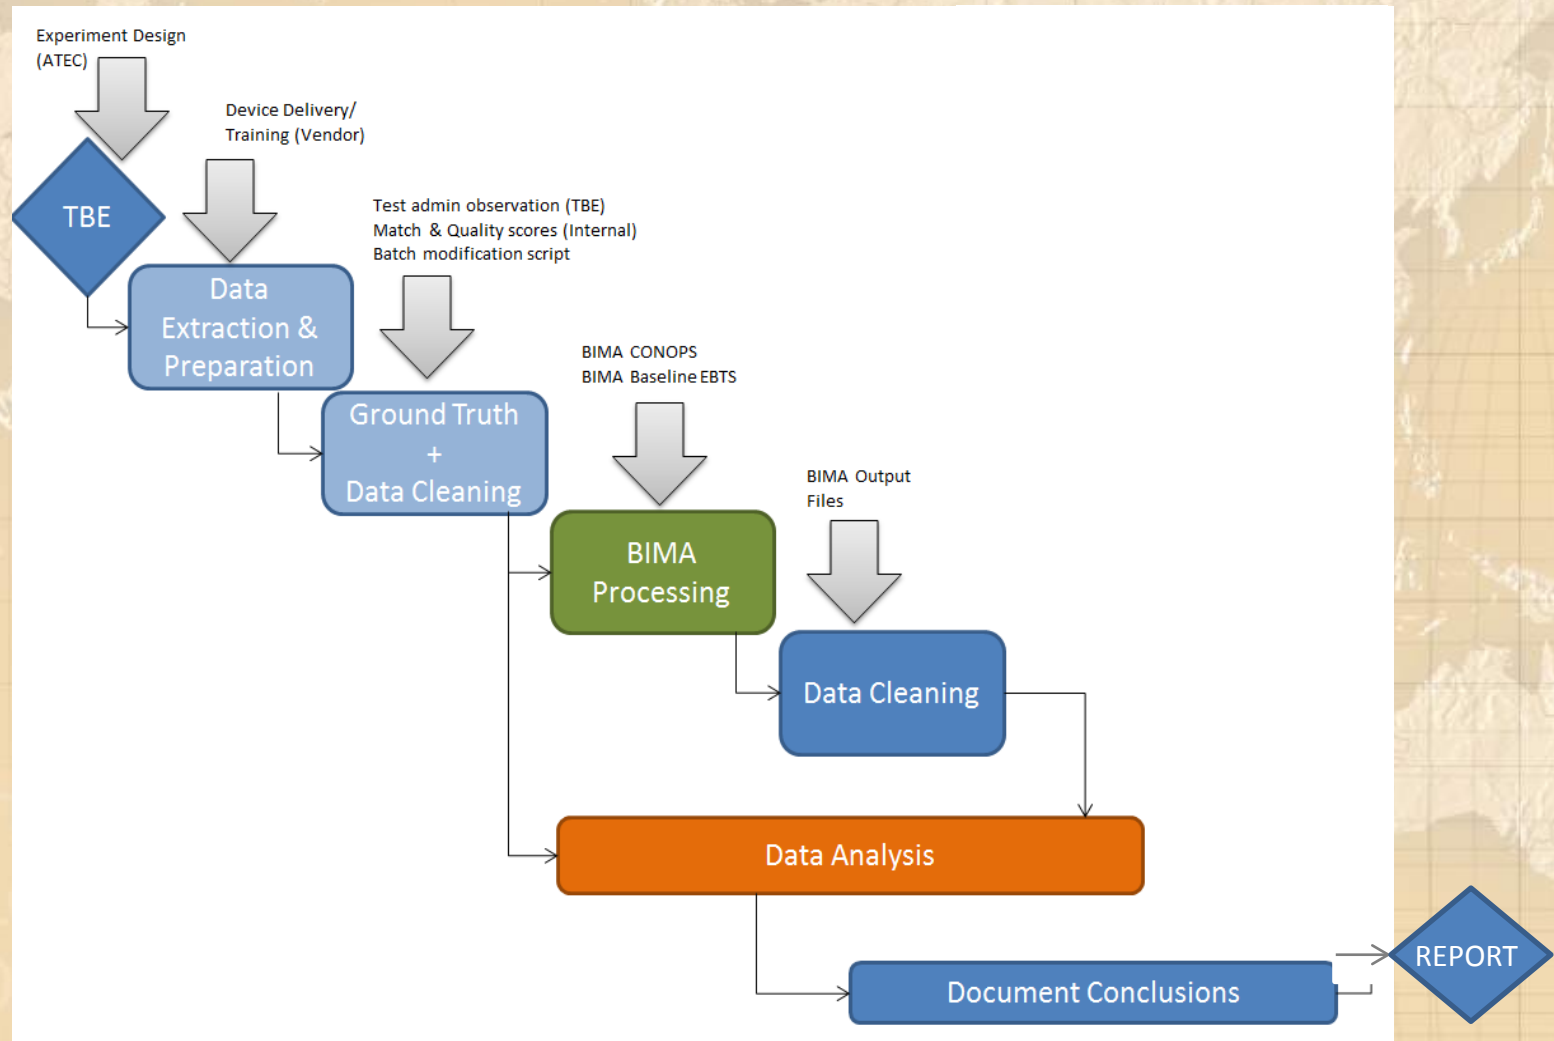 Experiment Design
(ATEC)
Device Delivery/
Training (Vendor)
TBE
Test admin observation (TBE)
Match & Quality scores (Internal)
Batch modification script
Data
Extraction &
Preparation
BIMA CONOPS
BIMA Baseline EBTS
Ground Truth
+
Data Cleaning
BIMA Output
Files
BIMA
Processing
Data Cleaning
Data Analysis
REPORT
Document Conclusions